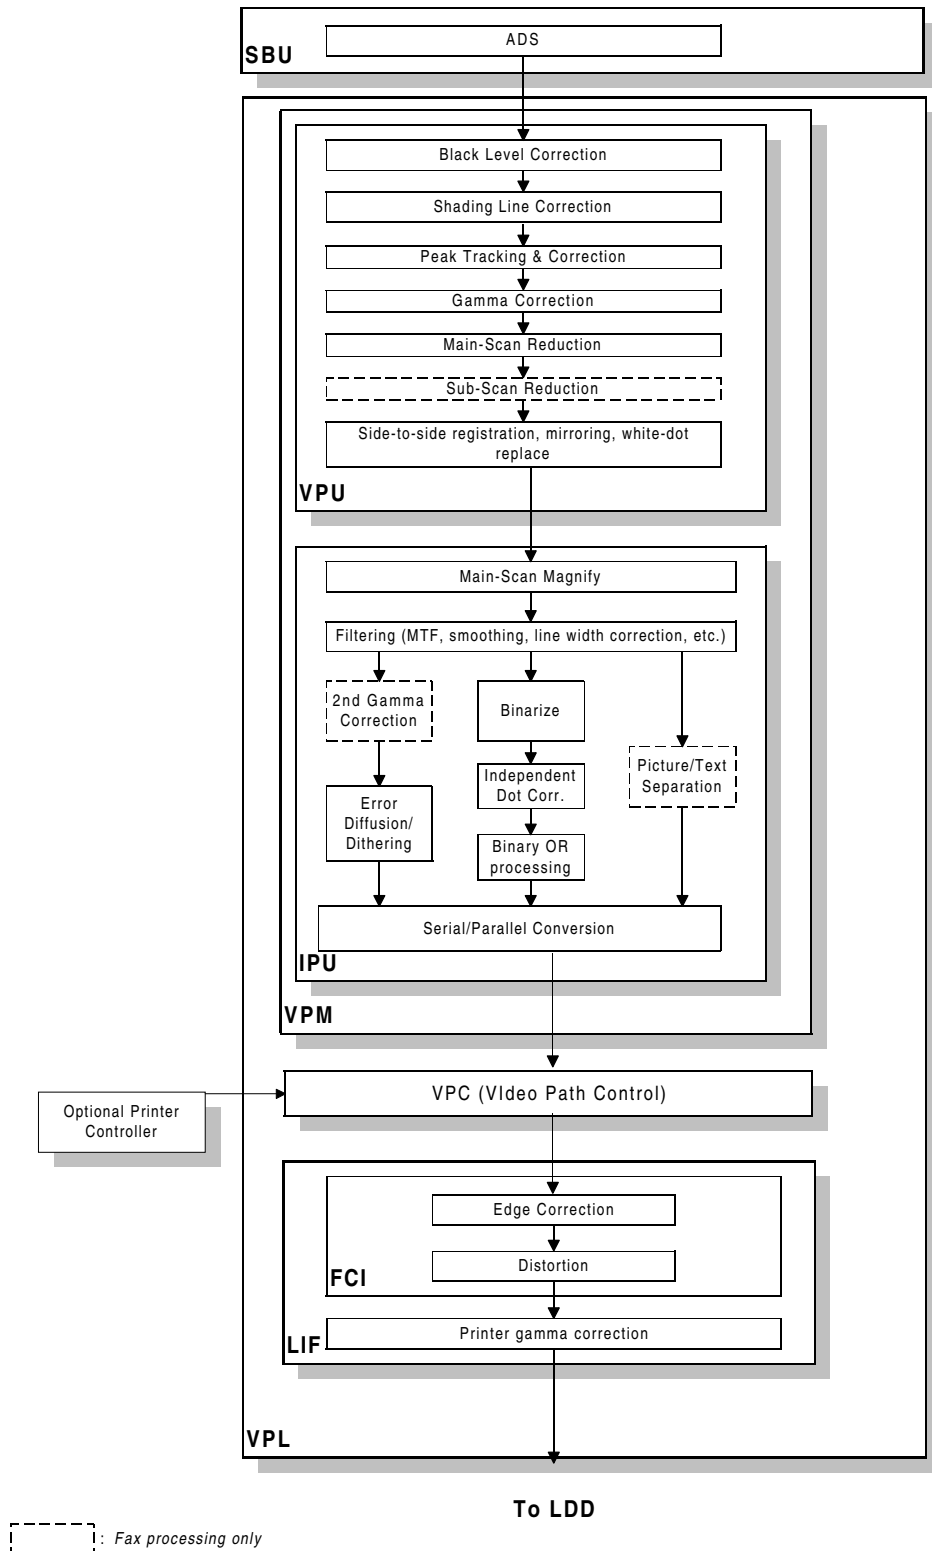 ADS
SBU
Black Level Correction
Shading Line Correction
Peak Tracking & Correction
Gamma Correction
Main-Scan Reduction
Sub-Scan Reduction
Side-to-side registration, mirroring, white-dot
replace
VPU
Main-Scan Magnify
Filtering (MTF, smoothing, line width correction, etc.)
2nd Gamma
Correction
Binarize
Picture/Text
Separation
Independent
Dot Corr.
Error
Diffusion/
Dithering
Binary OR
processing
Serial/Parallel Conversion
IPU
VPM
VPC (VIdeo Path Control)
Optional Printer
Controller
Edge Correction
Distortion
FCI
Printer gamma correction
LIF
VPL
To LDD
: Fax processing only